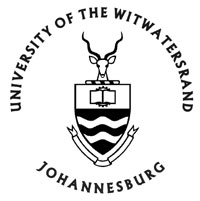 UNIVERSITY OF THE WITWATERSRAND
JOHANNESBURG